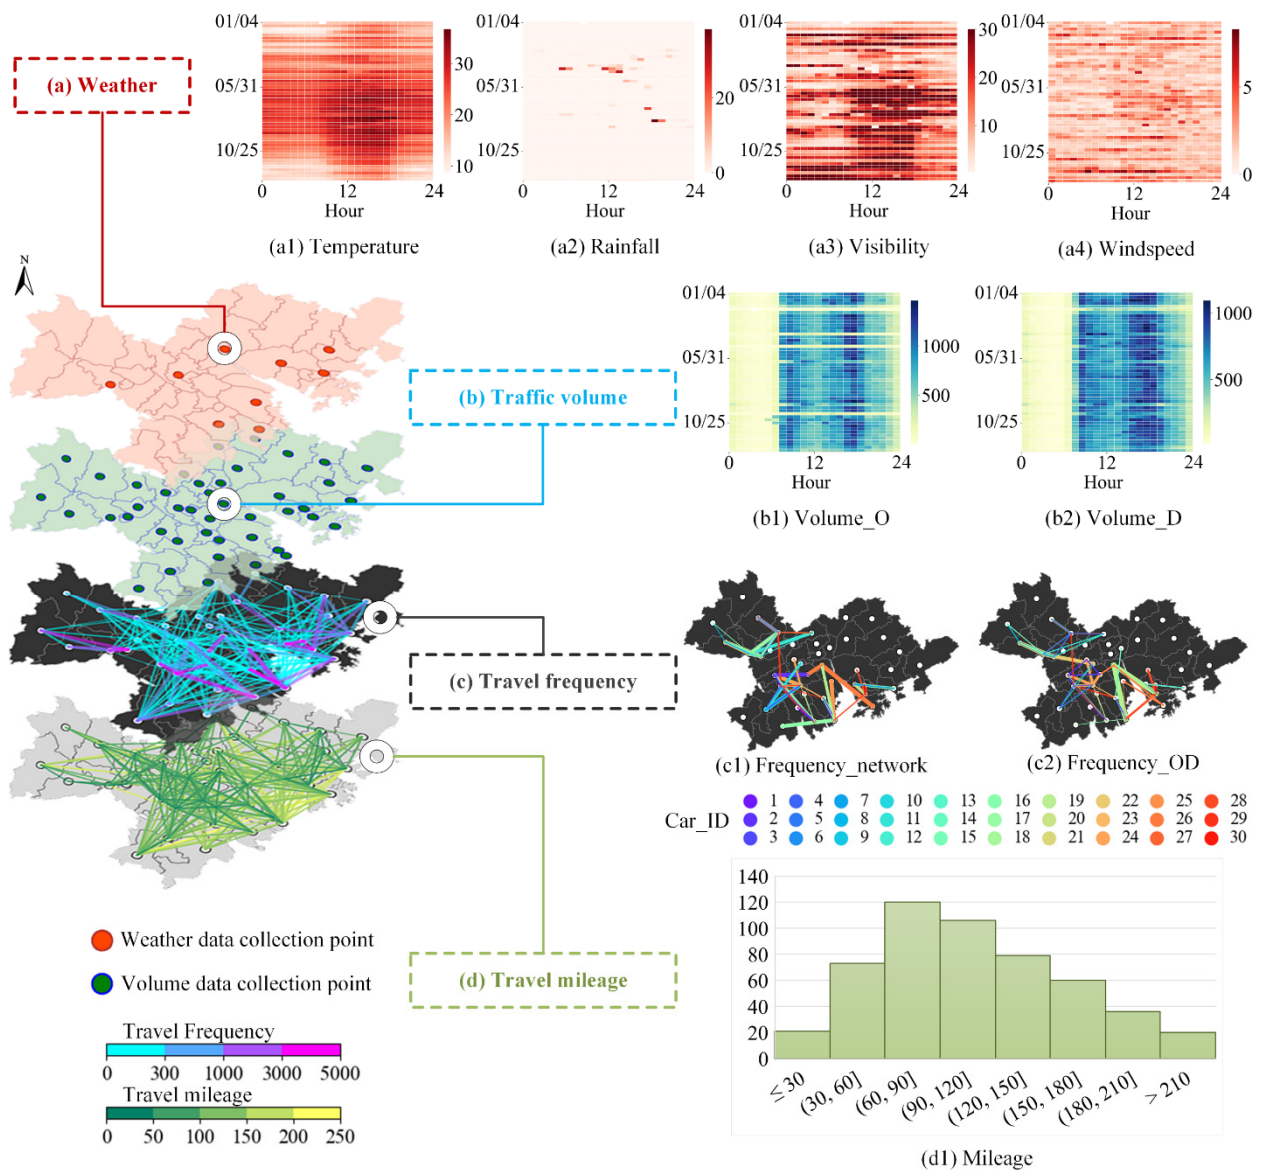 (a) Weather
01/04
05/31
10/25
0 12 24
Hour
30
20
10
(a1) Temperature
01/04
05/31
10/25
0 12 24
Hour
20
0
(a2) Rainfall
01/04
05/31
10/25
0 12 24
Hour
30
20
10
0
(a3) Visibility
01/04
05/31
10/25
0 12 24
Hour
5
0
(a4) Windspeed
N
(b) Traffic volume
01/04
05/31
10/25
0 12 24
Hour
1000
500
(b1) Volume_O
01/04
05/31
10/25
0 12 24
Hour
1000
500
(b2) Volume_D
(c) Travel frequency
(c1) Frequency_network
(c2) Frequency_OD
Car_ID
1 4 7 10 13 16 19 22 25 28
2 5 8 11 14 17 20 23 26 29
3 6 9 12 15 18 21 24 27 30
(d) Travel mileage
140
120
100
80
60
40
20
0
≤30 (30, 60] (60, 90] (90, 120] (120, 150] (150, 180] (180, 210] > 210
(d1) Mileage
Weather data collection point
Volume data collection point
Travel Frequency
0 300 1000 3000 5000
Travel mileage
0 50 100 150 200 250